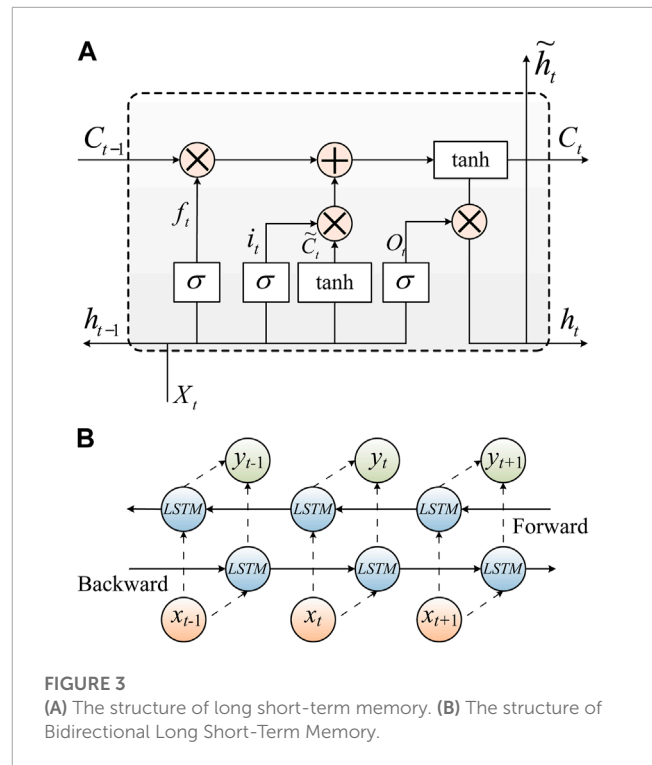 A
h̃_t
C_{t-1}
C_t
tanh
f_t
i_t
C̃_t
O_t
σ
σ
tanh
σ
h_{t-1}
h_t
X_t
B
y_{t-1}
y_t
y_{t+1}
LSTM
LSTM
LSTM
Forward
Backward
LSTM
LSTM
LSTM
x_{t-1}
x_t
x_{t+1}
FIGURE 3
(A) The structure of long short-term memory. (B) The structure of
Bidirectional Long Short-Term Memory.